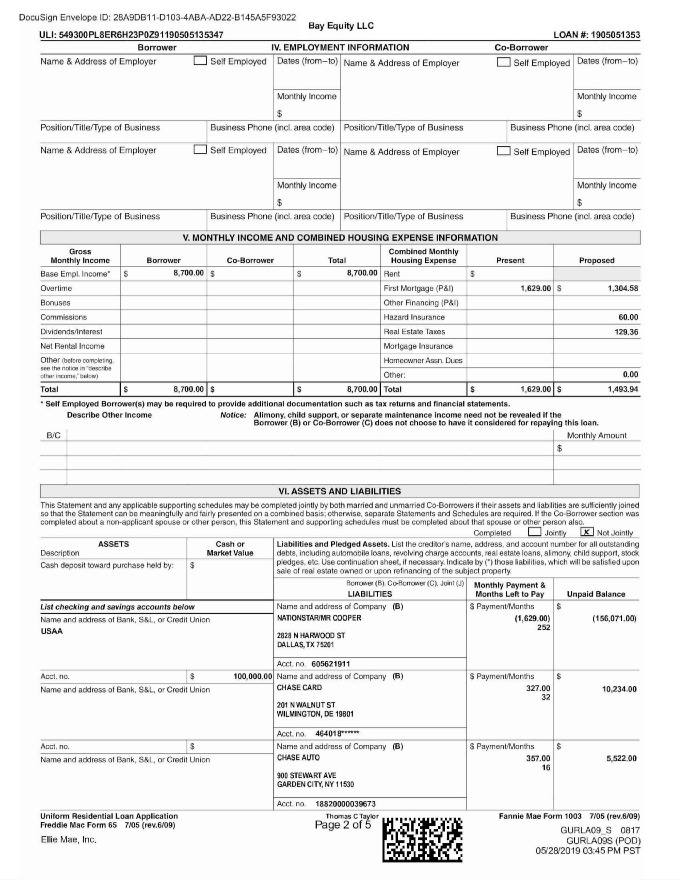 DocuSign Envelope ID: 28A9DB11-D103-4ABA-AD22-B145A5F93022
Bay Equity LLC
ULI: 549300PL8ER6H23P0Z91190505135347 LOAN #: 1905051353
Borrower IV. EMPLOYMENT INFORMATION Co-Borrower
Name & Address of Employer Self Employed Dates (from–to) Name & Address of Employer Self Employed Dates (from–to)
Monthly Income Monthly Income
$ $
Position/Title/Type of Business Business Phone (incl. area code) Position/Title/Type of Business Business Phone (incl. area code)
Name & Address of Employer Self Employed Dates (from–to) Name & Address of Employer Self Employed Dates (from–to)
Monthly Income Monthly Income
$ $
Position/Title/Type of Business Business Phone (incl. area code) Position/Title/Type of Business Business Phone (incl. area code)
V. MONTHLY INCOME AND COMBINED HOUSING EXPENSE INFORMATION
Gross Monthly Income Borrower Co-Borrower Total Combined Monthly Housing Expense Present Proposed
Base Empl. Income* $ 8,700.00 $ $ 8,700.00 Rent $
Overtime First Mortgage (P&I) 1,629.00 $ 1,304.58
Bonuses Other Financing (P&I)
Commissions Hazard Insurance 60.00
Dividends/Interest Real Estate Taxes 129.36
Net Rental Income Mortgage Insurance
Other (before completing, Homeowner Assn. Dues
see the notice in "describe
other income," below) Other: 0.00
Total $ 8,700.00 $ $ 8,700.00 Total $ 1,629.00 $ 1,493.94
* Self Employed Borrower(s) may be required to provide additional documentation such as tax returns and financial statements.
Describe Other Income Notice: Alimony, child support, or separate maintenance income need not be revealed if the
Borrower (B) or Co-Borrower (C) does not choose to have it considered for repaying this loan.
B/C Monthly Amount
$
VI. ASSETS AND LIABILITIES
This Statement and any applicable supporting schedules may be completed jointly by both married and unmarried Co-Borrowers if their assets and liabilities are sufficiently joined
so that the Statement can be meaningfully and fairly presented on a combined basis; otherwise, separate Statements and Schedules are required. If the Co-Borrower section was
completed about a non-applicant spouse or other person, this Statement and supporting schedules must be completed about that spouse or other person also.
Completed Jointly X Not Jointly
ASSETS Cash or Liabilities and Pledged Assets. List the creditor's name, address, and account number for all outstanding
Description Market Value debts, including automobile loans, revolving charge accounts, real estate loans, alimony, child support, stock
Cash deposit toward purchase held by: $ pledges, etc. Use continuation sheet, if necessary. Indicate by (*) those liabilities, which will be satisfied upon
sale of real estate owned or upon refinancing of the subject property.
Borrower (B), Co-Borrower (C), Joint (J) Monthly Payment &
LIABILITIES Months Left to Pay Unpaid Balance
List checking and savings accounts below Name and address of Company (B) $ Payment/Months $
Name and address of Bank, S&L, or Credit Union NATIONSTAR/MR COOPER (1,629.00) (156,071.00)
USAA 252
2828 N HARWOOD ST
DALLAS, TX 75201
Acct. no. 605621911
Acct. no. $ 100,000.00 Name and address of Company (B) $ Payment/Months $
Name and address of Bank, S&L, or Credit Union CHASE CARD 327.00 10,234.00
32
201 N WALNUT ST
WILMINGTON, DE 19801
Acct. no. 464018******
Acct. no. $ Name and address of Company (B) $ Payment/Months $
Name and address of Bank, S&L, or Credit Union CHASE AUTO 357.00 5,522.00
16
900 STEWART AVE
GARDEN CITY, NY 11530
Acct. no. 18820000039673
Uniform Residential Loan Application Thomas C Taylor Fannie Mae Form 1003 7/05 (rev.6/09)
Freddie Mac Form 65 7/05 (rev.6/09) Page 2 of 5
Ellie Mae, Inc. GURLA09_S 0817
GURLA09S (POD)
05/28/2019 03:45 PM PST